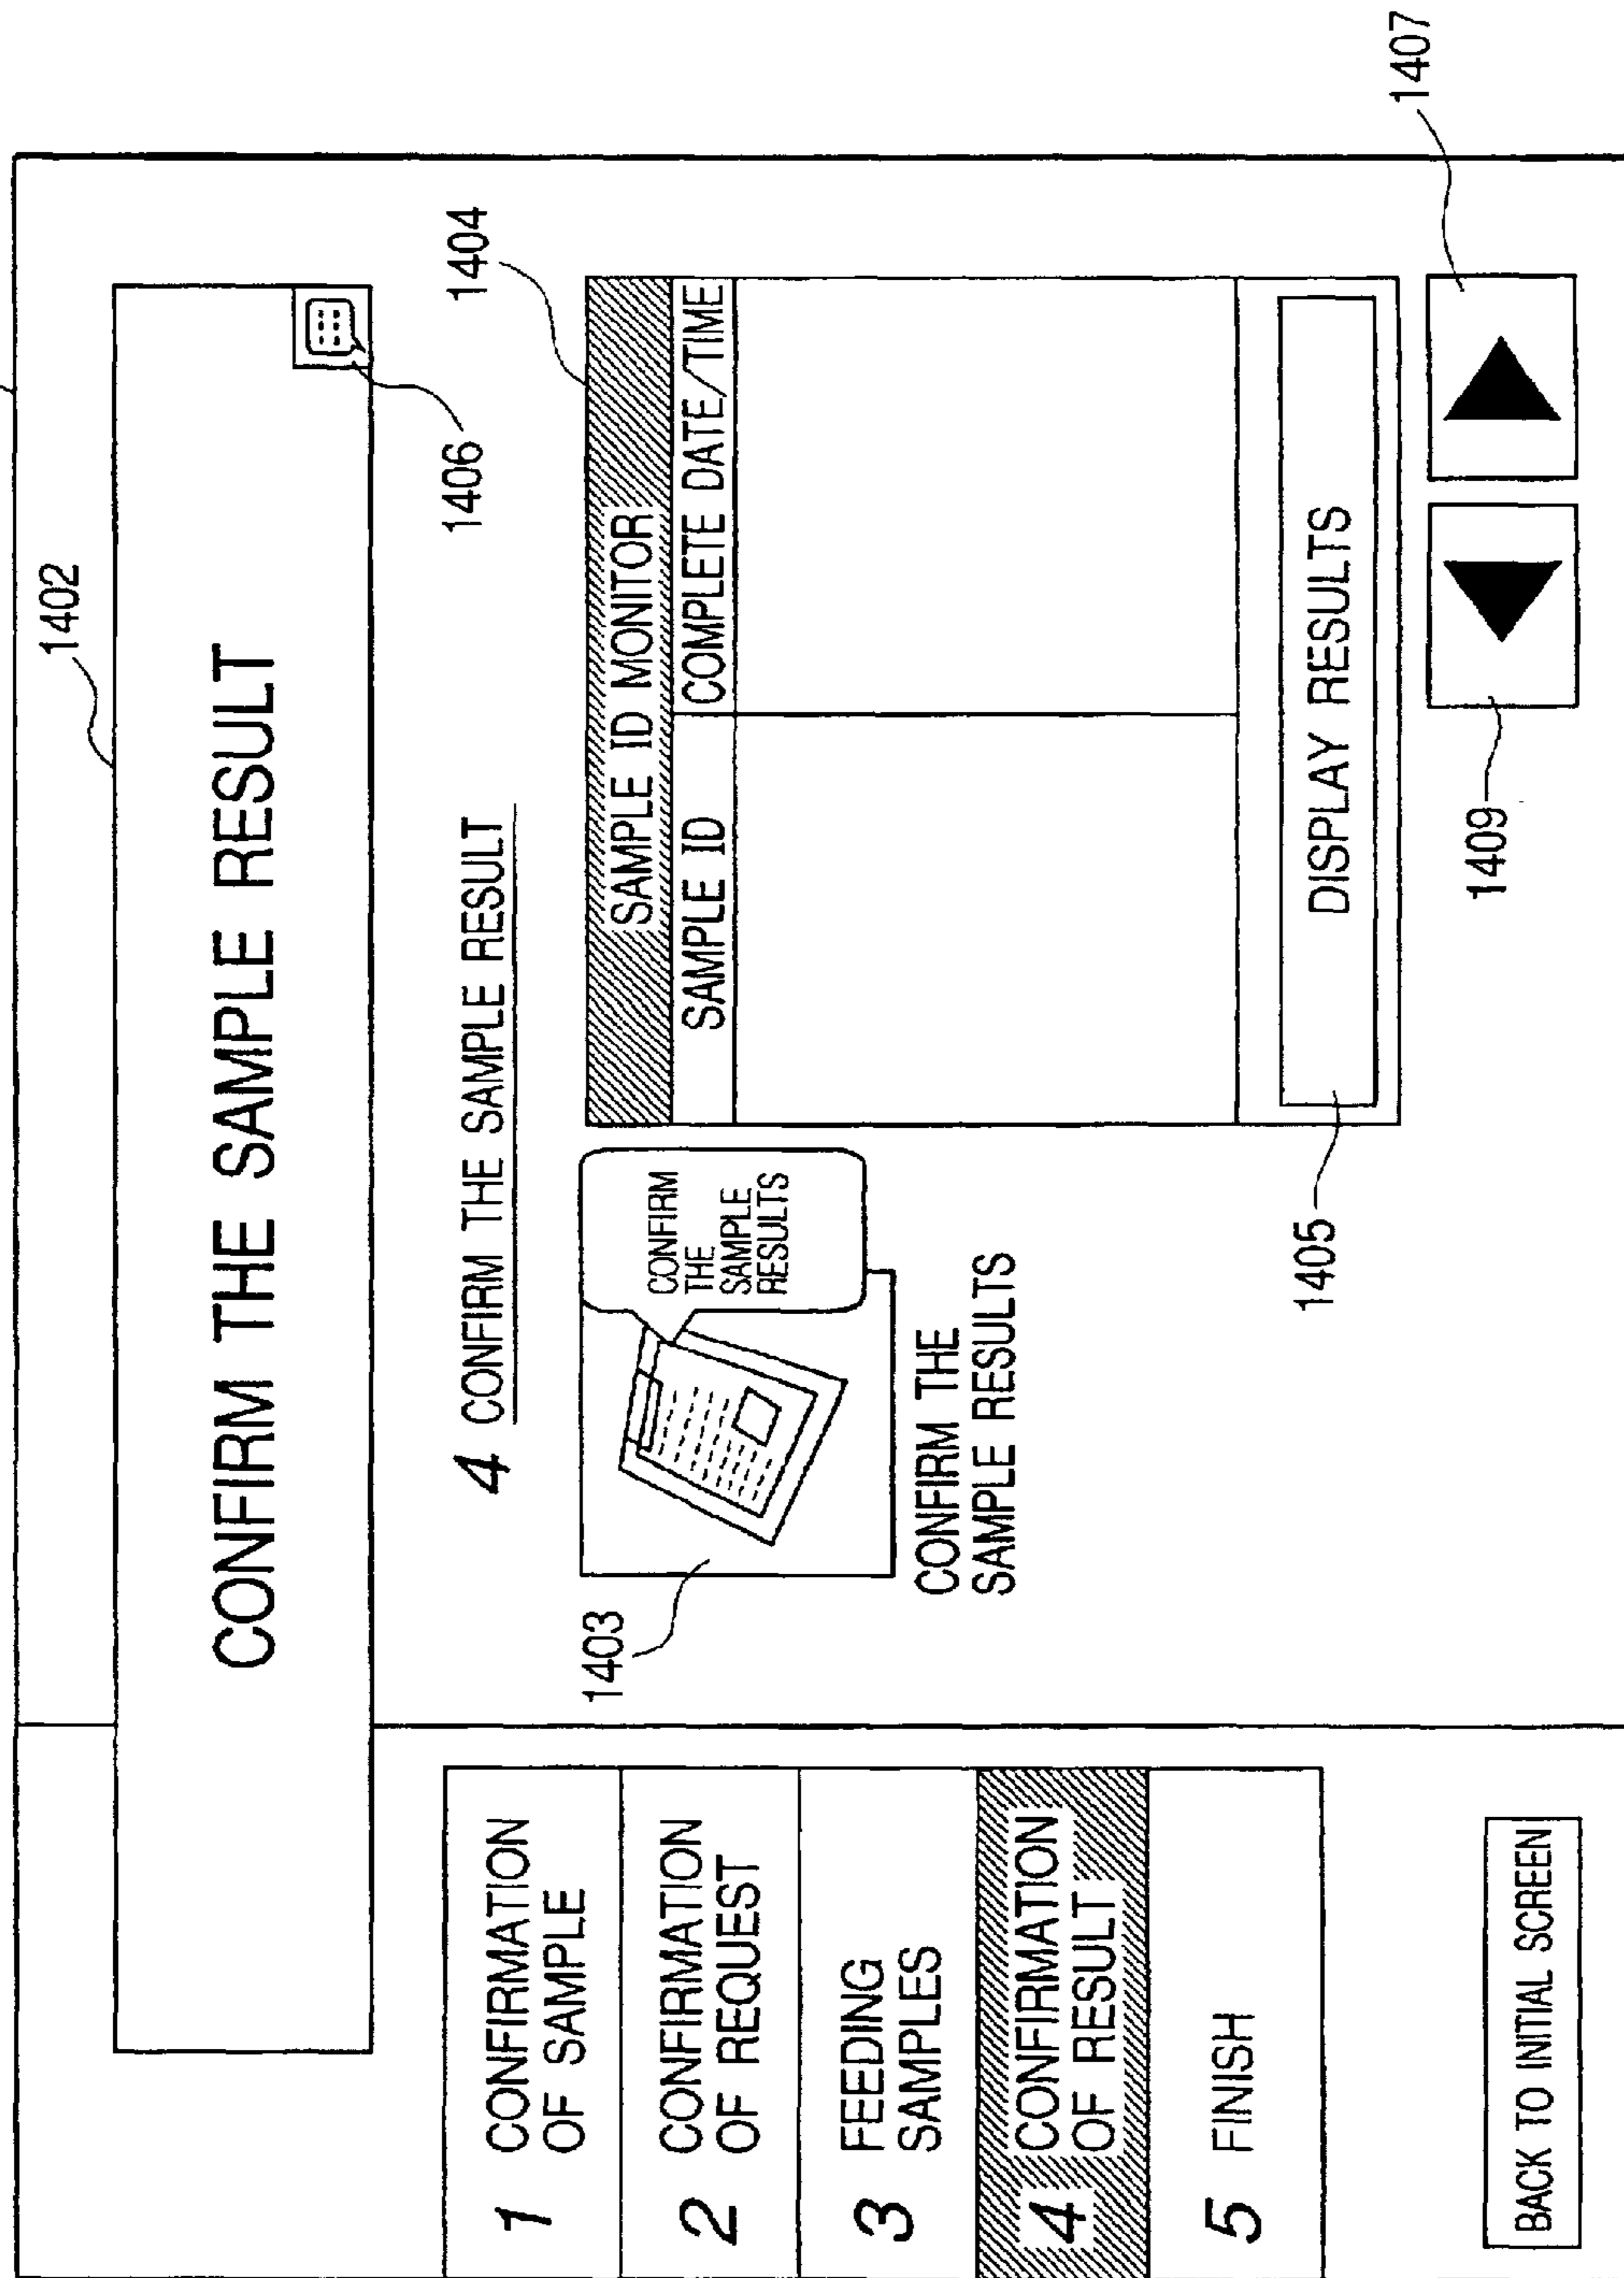 1402
CONFIRM THE SAMPLE RESULT
1406
1 CONFIRMATION
OF SAMPLE
2 CONFIRMATION
OF REQUEST
3 FEEDING
SAMPLES
4 CONFIRMATION
OF RESULT
5 FINISH
BACK TO INITIAL SCREEN
4 CONFIRM THE SAMPLE RESULT
1403
CONFIRM
THE
SAMPLE
RESULTS
CONFIRM THE
SAMPLE RESULTS
1404
SAMPLE ID MONITOR
SAMPLE ID COMPLETE DATE/TIME
1405
DISPLAY RESULTS
1409
1407